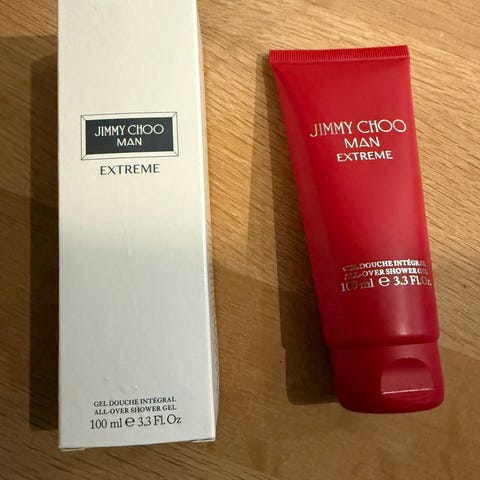 JIMMY CHOO
MAN
EXTREME
GEL DOUCHE INTÉGRAL
ALL-OVER SHOWER GEL
100 ml e 3.3 Fl. Oz
JIMMY CHOO
MAN
EXTREME
GEL DOUCHE INTÉGRAL
ALL-OVER SHOWER GEL
100 ml e 3.3 Fl. Oz